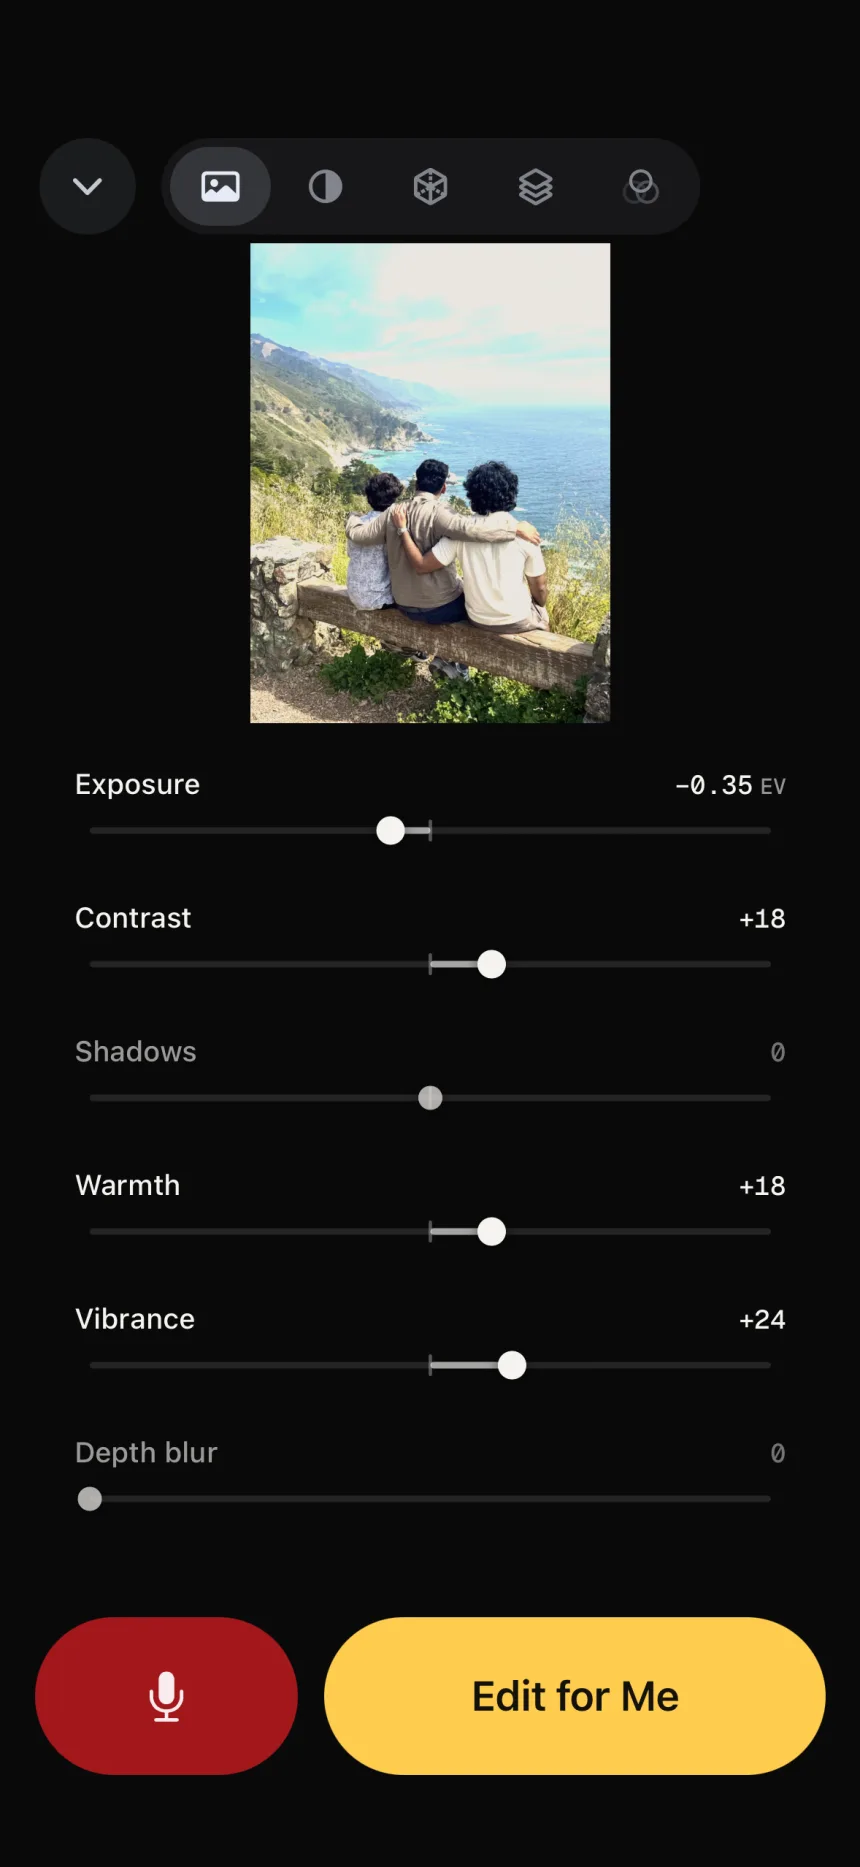 Exposure -0.35 EV
Contrast +18
Shadows 0
Warmth +18
Vibrance +24
Depth blur 0
Edit for Me